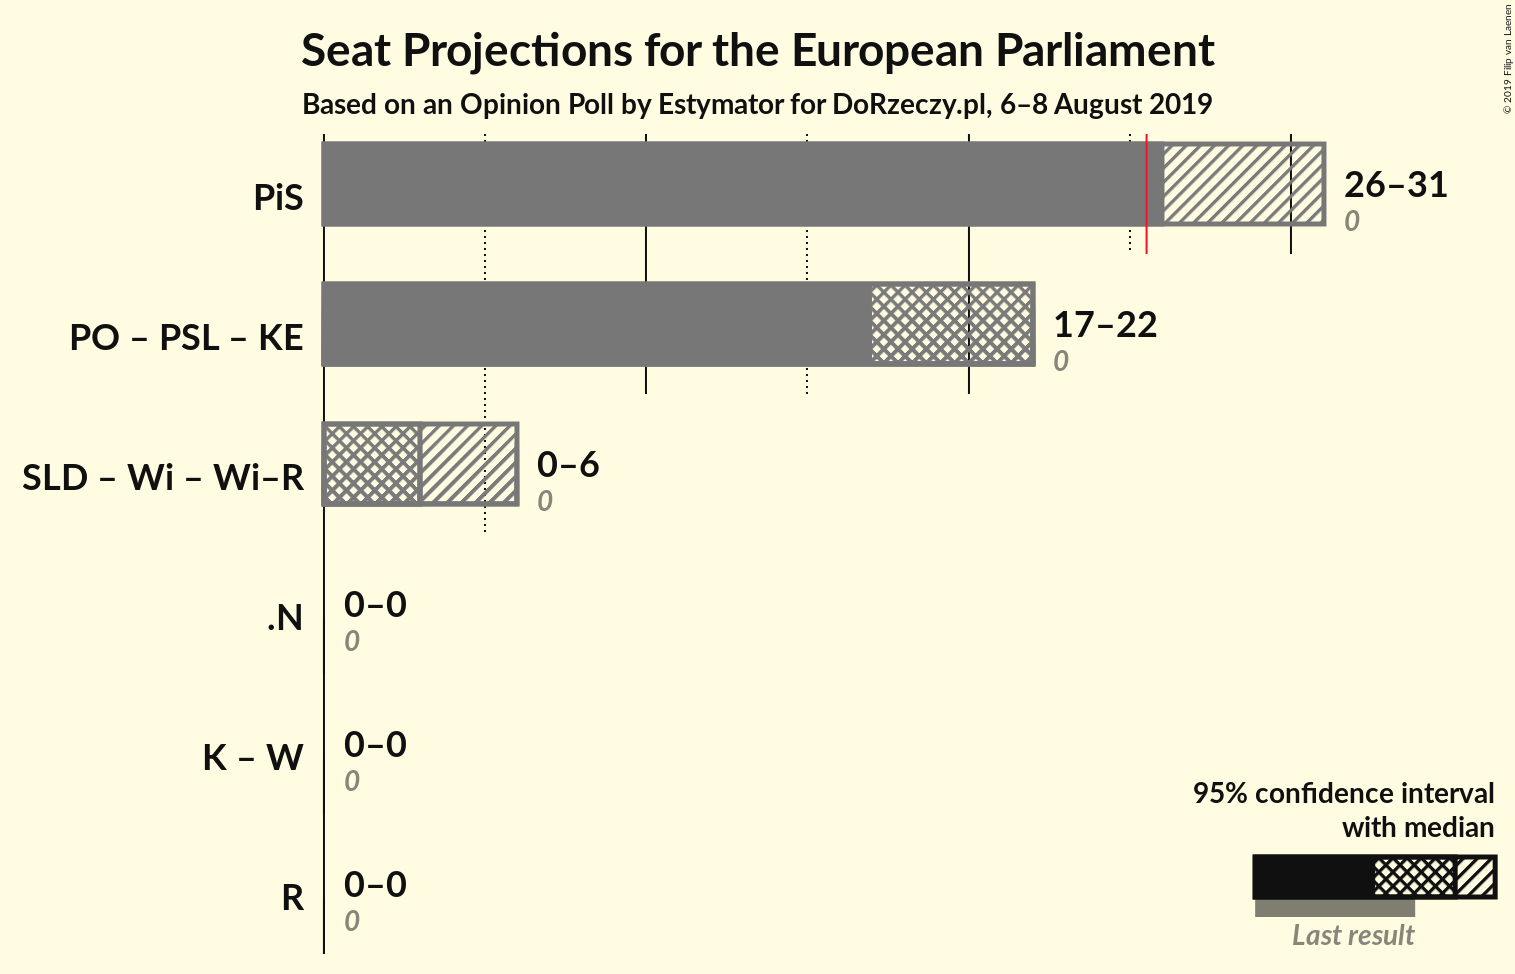 Seat Projections for the European Parliament
Based on an Opinion Poll by Estymator for DoRzeczy.pl, 6–8 August 2019
© 2019 Filip van Laenen
PiS
26–31
0
PO – PSL – KE
17–22
0
SLD – Wi – Wi–R
0–6
0
.N
0–0
0
K – W
0–0
0
R
0–0
0
95% confidence interval
with median
Last result